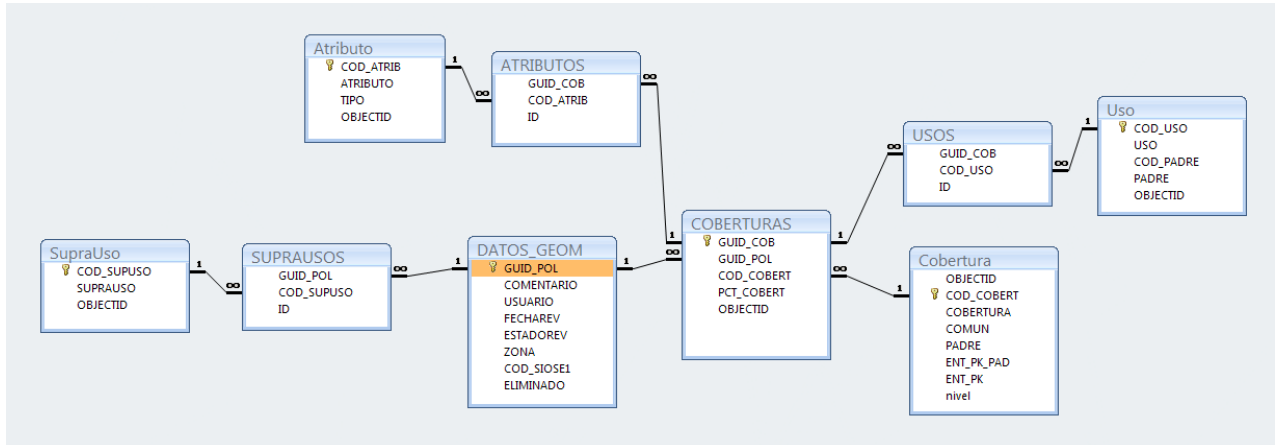 Atributo
COD_ATRIB
ATRIBUTO
TIPO
OBJECTID
1
∞
ATRIBUTOS
GUID_COB
COD_ATRIB
ID
∞
USOS
GUID_COB
COD_USO
ID
∞
∞
1
Uso
COD_USO
USO
COD_PADRE
PADRE
OBJECTID
SupraUso
COD_SUPUSO
SUPRAUSO
OBJECTID
1
∞
SUPRAUSOS
GUID_POL
COD_SUPUSO
ID
∞
1
DATOS_GEOM
GUID_POL
COMENTARIO
USUARIO
FECHAREV
ESTADOREV
ZONA
COD_SIOSE1
ELIMINADO
1
∞
1
COBERTURAS
GUID_COB
GUID_POL
COD_COBERT
PCT_COBERT
OBJECTID
1
∞
1
Cobertura
OBJECTID
COD_COBERT
COBERTURA
COMUN
PADRE
ENT_PK_PAD
ENT_PK
nivel